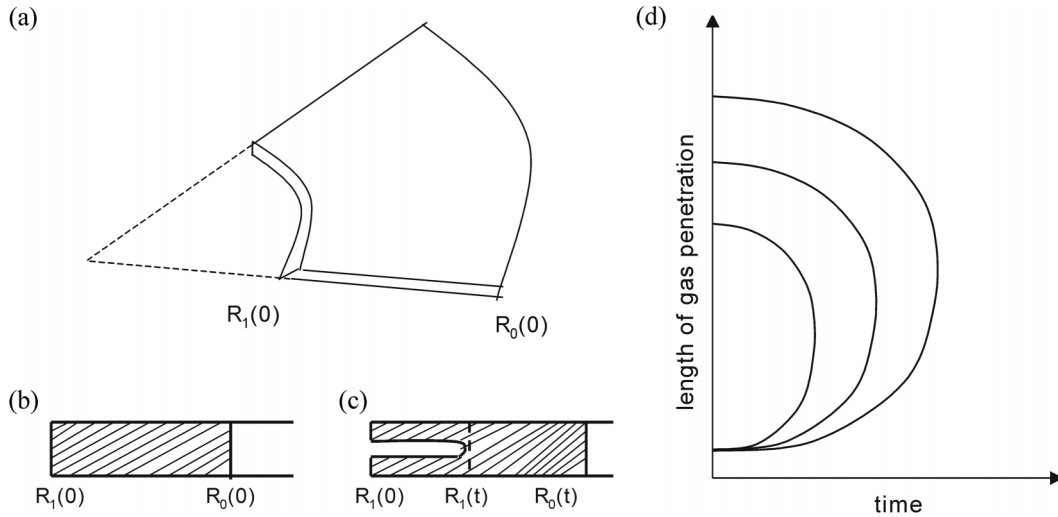 (a)
R₁(0)
R₀(0)
(b)
R₁(0)
R₀(0)
(c)
R₁(0)
R₁(t)
R₀(t)
(d)
length of gas penetration
time